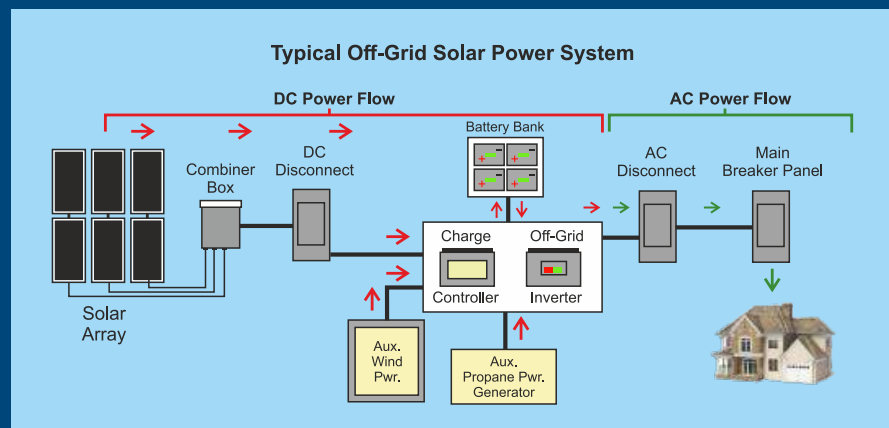 Typical Off-Grid Solar Power System
DC Power Flow
AC Power Flow
Battery Bank
Combiner
Box
DC
Disconnect
AC
Disconnect
Main
Breaker Panel
Charge
Controller
Off-Grid
Inverter
Solar
Array
Aux.
Wind
Pwr.
Aux.
Propane Pwr.
Generator